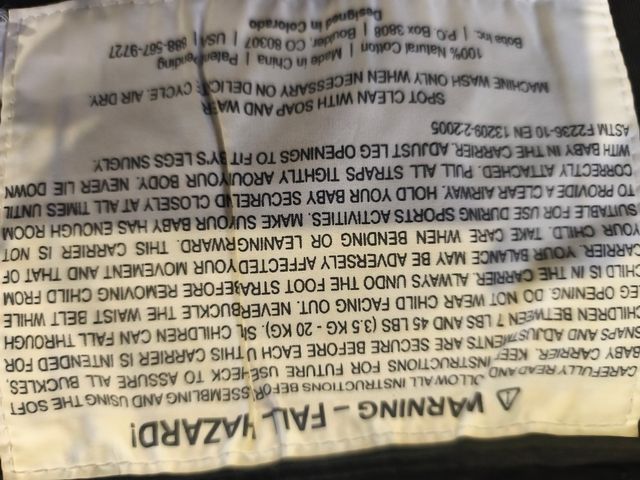 ⚠ WARNING – FALL HAZARD!
CAREFULLY READ AND FOLLOW ALL INSTRUCTIONS BEFORE ASSEMBLING AND USING THE SOFT
BABY CARRIER. KEEP INSTRUCTIONS FOR FUTURE USE. CHECK TO ASSURE ALL BUCKLES,
SNAPS AND ADJUSTMENTS ARE SECURE BEFORE EACH U THIS CARRIER IS INTENDED FOR
CHILDREN BETWEEN 7 LBS AND 45 LBS (3.5 KG - 20 KG). CHILDREN CAN FALL THROUGH
LEG OPENING. DO NOT WEAR CHILD FACING OUT. NEVER BUCKLE THE WAIST BELT WHILE
CHILD IS IN THE CARRIER. ALWAYS UNDO THE FOOT STRAPS BEFORE REMOVING CHILD FROM
CARRIER. YOUR BALANCE MAY BE ADVERSELY AFFECTED YOUR MOVEMENT AND THAT OF
YOUR CHILD. TAKE CARE WHEN BENDING OR LEANING FORWARD. THIS CARRIER IS NOT
SUITABLE FOR USE DURING SPORTS ACTIVITIES. MAKE SURE YOUR BABY HAS ENOUGH ROOM
TO PROVIDE A CLEAR AIRWAY. HOLD YOUR BABY SECURELY AND CLOSELY AT ALL TIMES UNTIL
CORRECTLY ATTACHED. PULL ALL STRAPS TIGHTLY AROUND YOUR BODY. NEVER LIE DOWN
WITH BABY IN THE CARRIER. ADJUST LEG OPENINGS TO FIT BABY'S LEGS SNUGLY.
ASTM F2236-10 EN 13209-2:2005
SPOT CLEAN WITH SOAP AND WATER
MACHINE WASH ONLY WHEN NECESSARY ON DELICATE CYCLE. AIR DRY.
100% Natural Cotton | Made in China | Patent Pending
Boba Inc. | P.O. Box 3808 | Boulder, CO 80307 | USA | 888-567-9727
Designed in Colorado